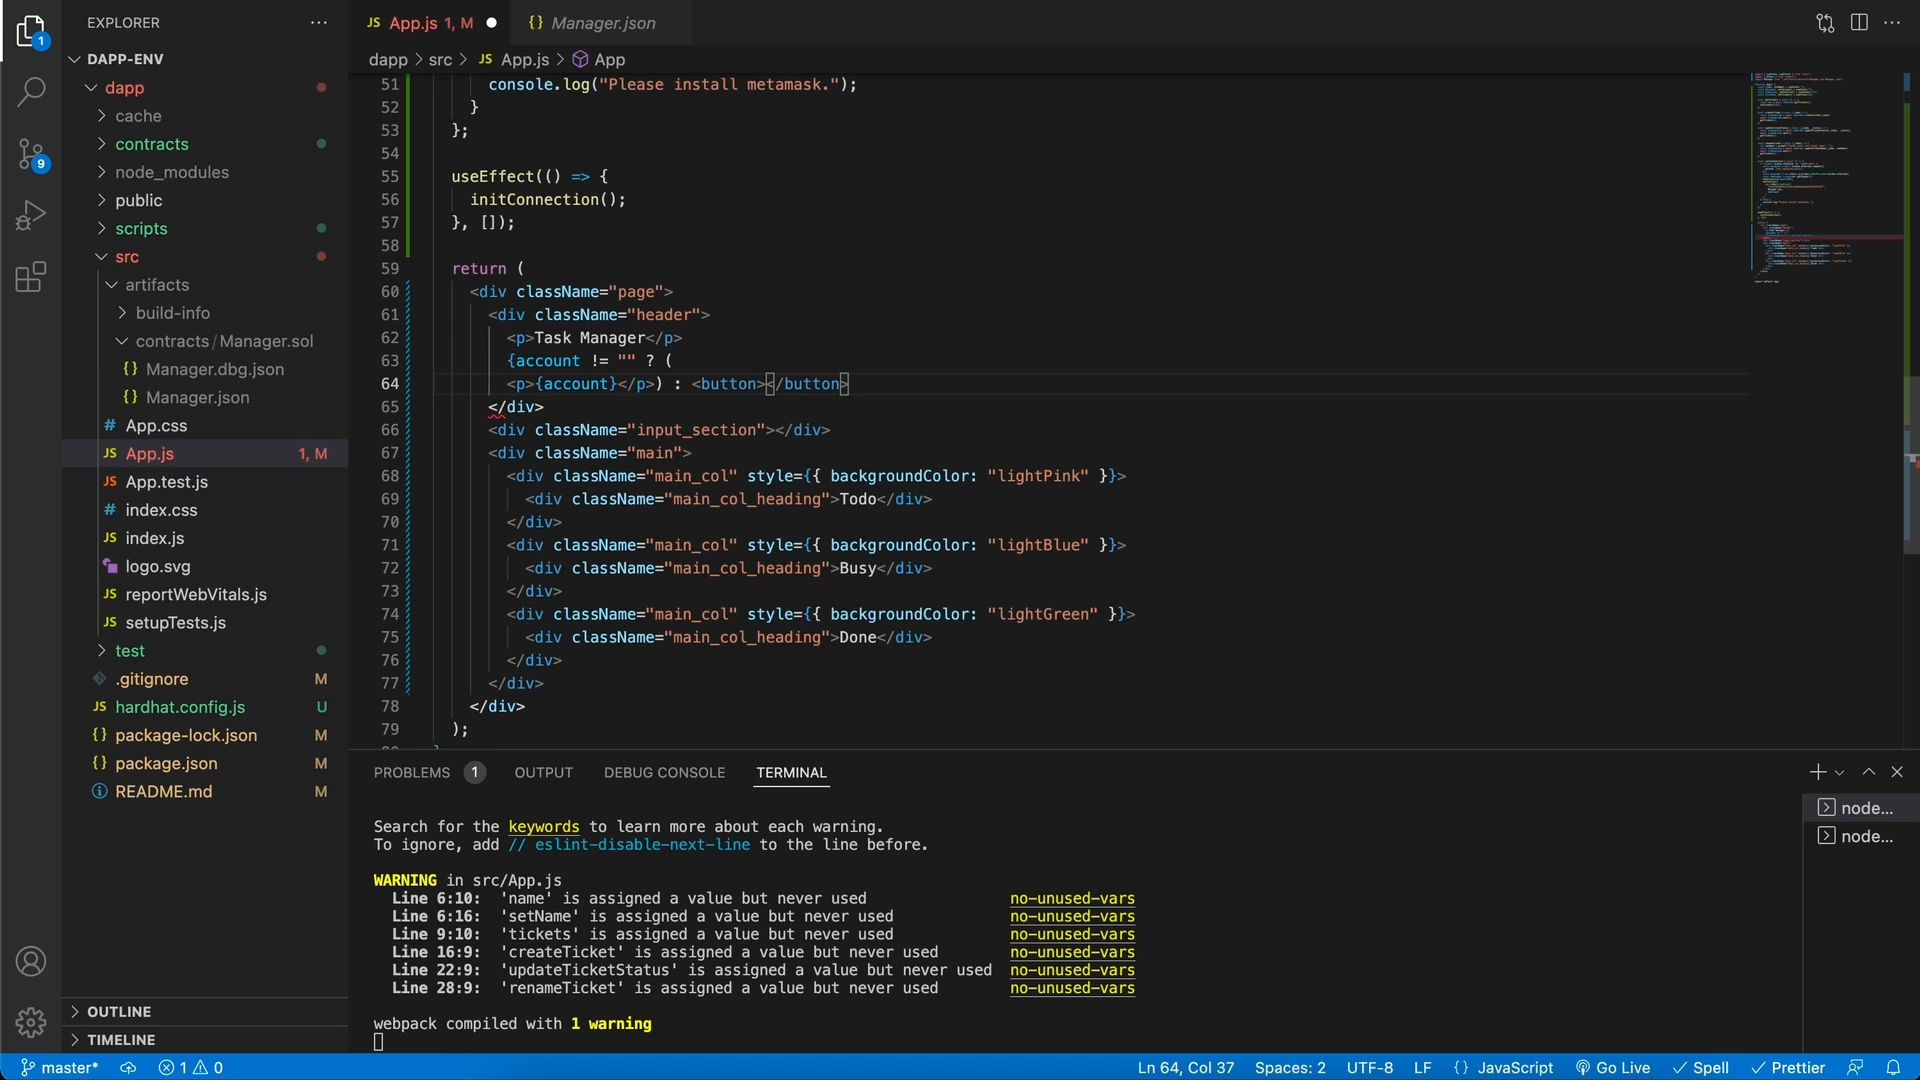 EXPLORER
DAPP-ENV
dapp
cache
contracts
node_modules
public
scripts
src
artifacts
build-info
contracts/Manager.sol
{} Manager.dbg.json
{} Manager.json
# App.css
JS App.js 1, M
JS App.test.js
# index.css
JS index.js
logo.svg
JS reportWebVitals.js
JS setupTests.js
test
.gitignore M
JS hardhat.config.js U
{} package-lock.json M
{} package.json M
README.md M
OUTLINE
TIMELINE
1
9
JS App.js 1, M
{} Manager.json
dapp > src > JS App.js > App
51 console.log("Please install metamask.");
52 }
53 };
54
55 useEffect(() => {
56 initConnection();
57 }, []);
58
59 return (
60 <div className="page">
61 <div className="header">
62 <p>Task Manager</p>
63 {account != "" ? (
64 <p>{account}</p>) : <button></button>
65 </div>
66 <div className="input_section"></div>
67 <div className="main">
68 <div className="main_col" style={{ backgroundColor: "lightPink" }}>
69 <div className="main_col_heading">Todo</div>
70 </div>
71 <div className="main_col" style={{ backgroundColor: "lightBlue" }}>
72 <div className="main_col_heading">Busy</div>
73 </div>
74 <div className="main_col" style={{ backgroundColor: "lightGreen" }}>
75 <div className="main_col_heading">Done</div>
76 </div>
77 </div>
78 </div>
79 );
PROBLEMS 1 OUTPUT DEBUG CONSOLE TERMINAL
Search for the keywords to learn more about each warning.
To ignore, add // eslint-disable-next-line to the line before.
WARNING in src/App.js
Line 6:10: 'name' is assigned a value but never used no-unused-vars
Line 6:16: 'setName' is assigned a value but never used no-unused-vars
Line 9:10: 'tickets' is assigned a value but never used no-unused-vars
Line 16:9: 'createTicket' is assigned a value but never used no-unused-vars
Line 22:9: 'updateTicketStatus' is assigned a value but never used no-unused-vars
Line 28:9: 'renameTicket' is assigned a value but never used no-unused-vars
webpack compiled with 1 warning
node...
node...
master* 1 0 Ln 64, Col 37 Spaces: 2 UTF-8 LF {} JavaScript Go Live Spell Prettier